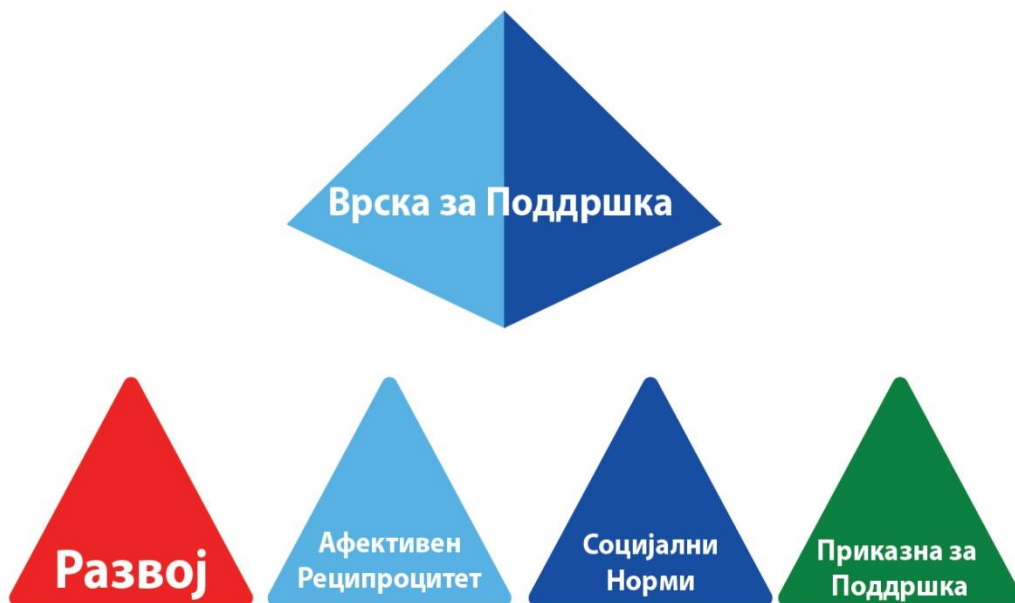 Врска за Поддршка
Развој
Афективен
Реципроцитет
Социјални
Норми
Приказна за
Поддршка